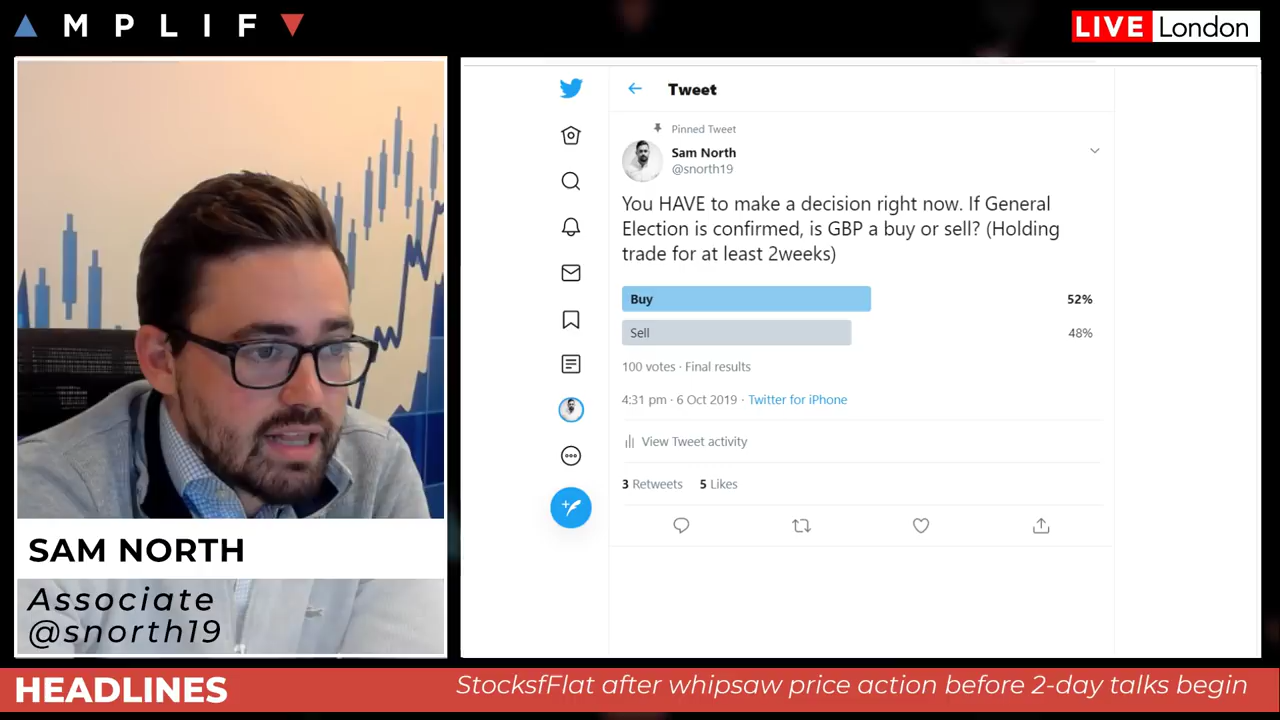 AMPLIFY
LIVE London
Tweet
Pinned Tweet
Sam North
@snorth19
You HAVE to make a decision right now. If General
Election is confirmed, is GBP a buy or sell? (Holding
trade for at least 2weeks)
Buy 52%
Sell 48%
100 votes · Final results
4:31 pm · 6 Oct 2019 · Twitter for iPhone
View Tweet activity
3 Retweets 5 Likes
SAM NORTH
Associate
@snorth19
HEADLINES
StocksfFlat after whipsaw price action before 2-day talks begin